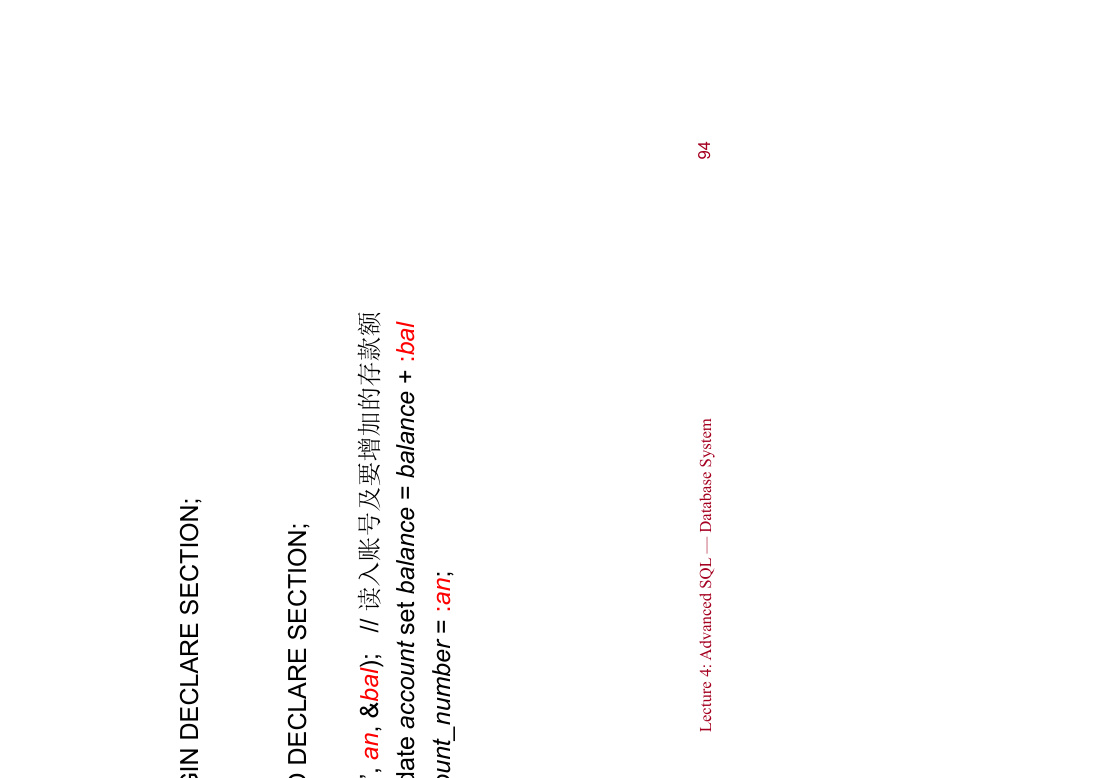 GIN DECLARE SECTION;
D DECLARE SECTION;
", an, &bal); // 读入账号及要增加的存款额
date account set balance = balance + :bal
ount_number = :an;
Lecture 4: Advanced SQL — Database System
94